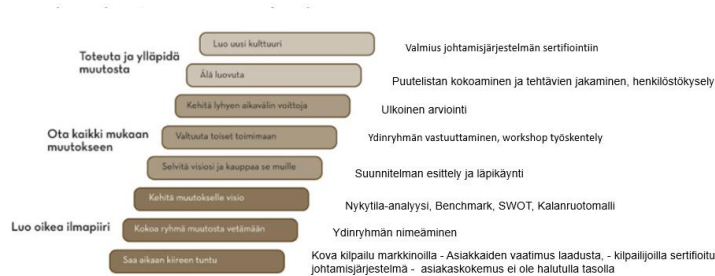 Luo uusi kulttuuri
Valmius johtamisjärjestelmän sertifiointiin
Toteuta ja ylläpidä
muutosta
Älä luovuta
Puutelistan kokoaminen ja tehtävien jakaminen, henkilöstökysely
Kehitä lyhyen aikavälin voittoja
Ulkoinen arviointi
Ota kaikki mukaan
muutokseen
Valtuuta toiset toimimaan
Ydinryhmän vastuuttaminen, workshop työskentely
Selvitä visiosi ja kauppaa se muille
Suunnitelman esittely ja läpikäynti
Kehitä muutokselle visio
Nykytila-analyysi, Benchmark, SWOT, Kalanruotomalli
Luo oikea ilmapiiri
Kokoa ryhmä muutosta vetämään
Ydinryhmän nimeäminen
Saa aikaan kiireen tuntu
Kova kilpailu markkinoilla - Asiakkaiden vaatimus laadusta, - kilpailijoilla sertifioitu
johtamisjärjestelmä - asiakaskokemus ei ole halutulla tasolla